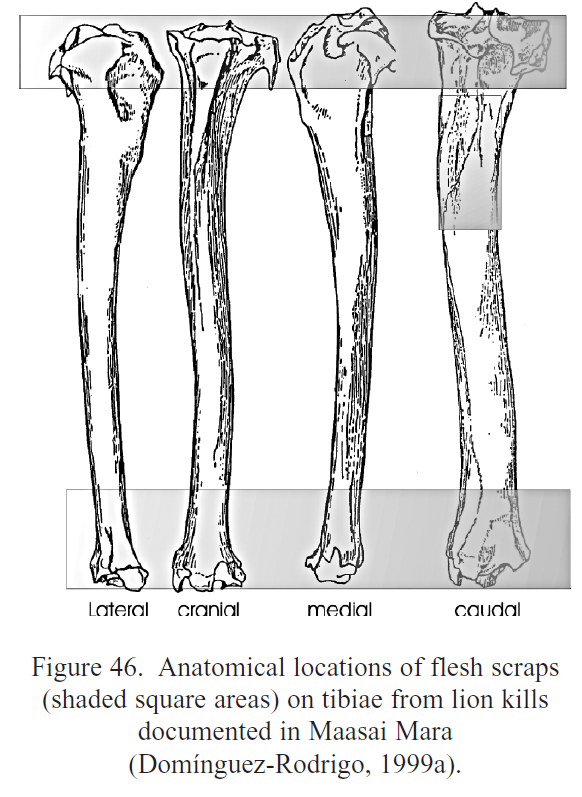 Lateral cranial medial caudal
Figure 46. Anatomical locations of flesh scraps
(shaded square areas) on tibiae from lion kills
documented in Maasai Mara
(Domínguez-Rodrigo, 1999a).